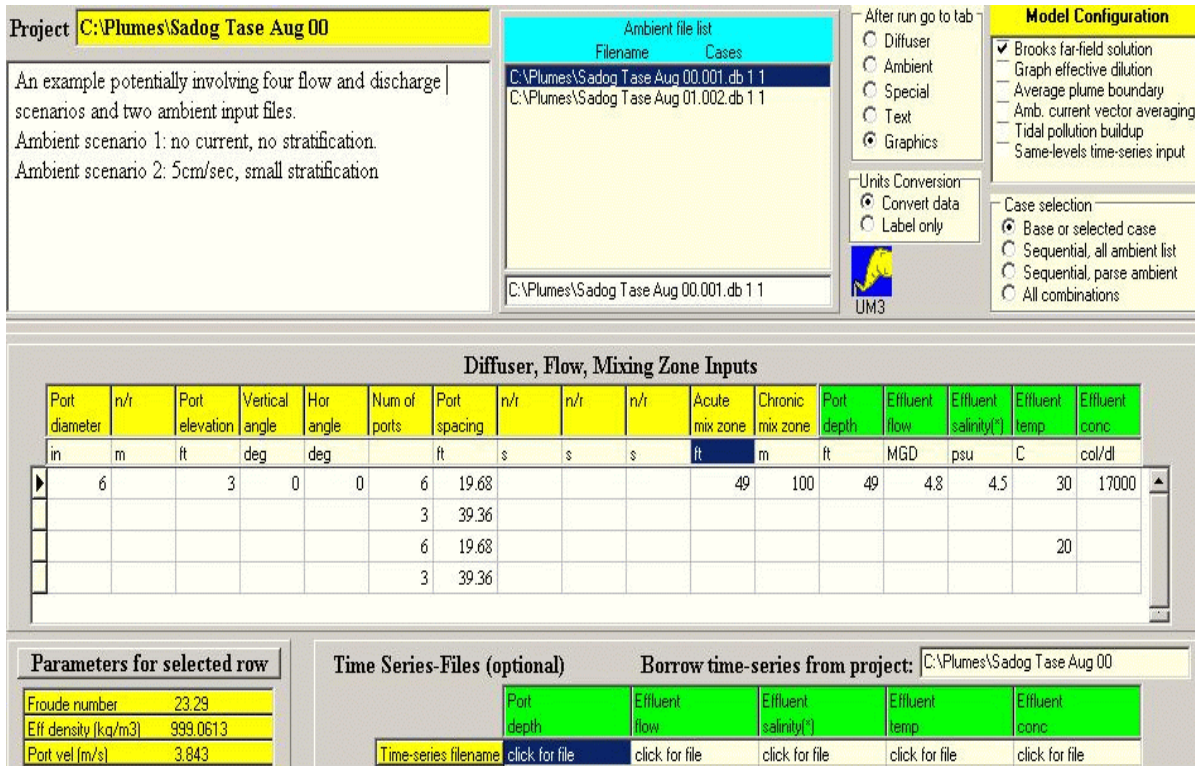 Project C:\Plumes\Sadog Tase Aug 00
An example potentially involving four flow and discharge
scenarios and two ambient input files.
Ambient scenario 1: no current, no stratification.
Ambient scenario 2: 5cm/sec, small stratification
Ambient file list
Filename Cases
C:\Plumes\Sadog Tase Aug 00.001.db 1 1
C:\Plumes\Sadog Tase Aug 01.002.db 1 1
C:\Plumes\Sadog Tase Aug 00.001.db 1 1
After run go to tab
Diffuser
Ambient
Special
Text
Graphics
Units Conversion
Convert data
Label only
UM3
Model Configuration
Brooks far-field solution
Graph effective dilution
Average plume boundary
Amb. current vector averaging
Tidal pollution buildup
Same-levels time-series input
Case selection
Base or selected case
Sequential, all ambient list
Sequential, parse ambient
All combinations
Diffuser, Flow, Mixing Zone Inputs
Port n/r Port Vertical Hor Num of Port n/r n/r n/r Acute Chronic Port Effluent Effluent Effluent Effluent
diameter elevation angle angle ports spacing mix zone mix zone depth flow salinity(*) temp conc
in m ft deg deg ft s s s ft m ft MGD psu C col/dl
6 3 0 0 6 19.68 49 100 49 4.8 4.5 30 17000
3 39.36
6 19.68 20
3 39.36
Parameters for selected row
Froude number 23.29
Eff density (kg/m3) 999.0613
Port vel (m/s) 3.843
Time Series-Files (optional) Borrow time-series from project: C:\Plumes\Sadog Tase Aug 00
Port Effluent Effluent Effluent Effluent
depth flow salinity(*) temp conc
Time-series filename click for file click for file click for file click for file click for file